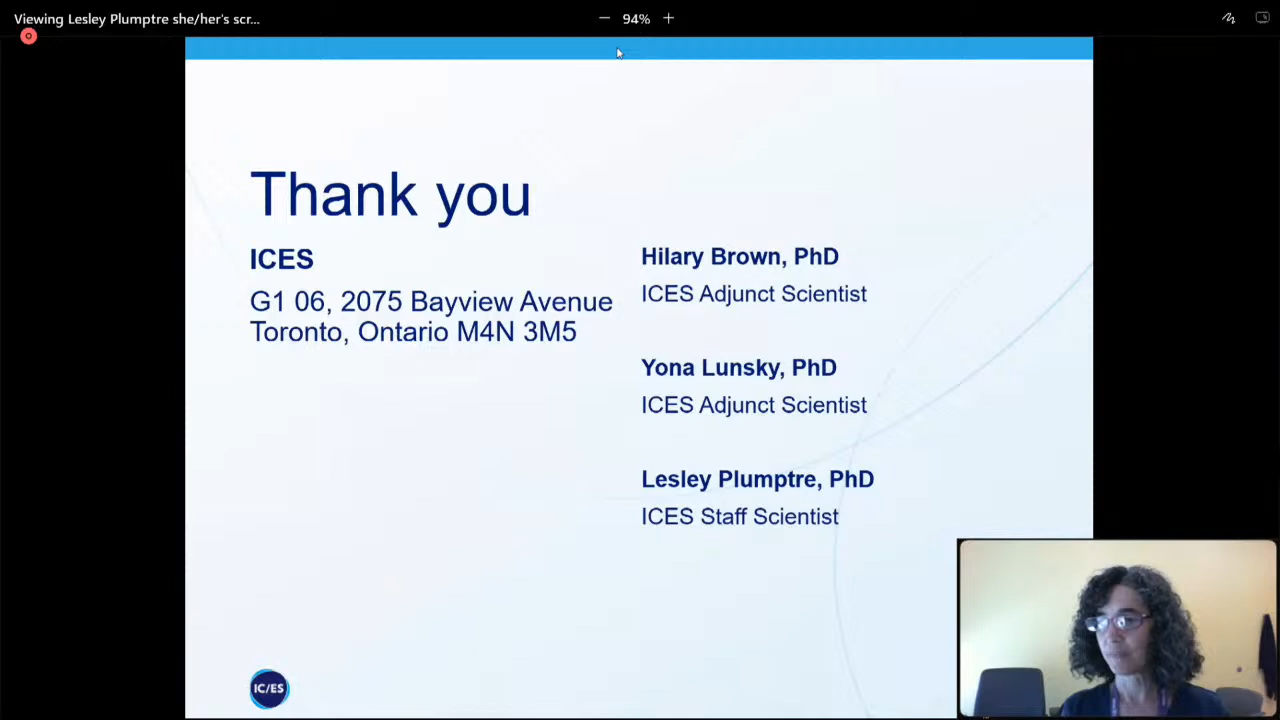 Viewing Lesley Plumptre she/her's scr...
94%
Thank you
ICES
G1 06, 2075 Bayview Avenue
Toronto, Ontario M4N 3M5
Hilary Brown, PhD
ICES Adjunct Scientist
Yona Lunsky, PhD
ICES Adjunct Scientist
Lesley Plumptre, PhD
ICES Staff Scientist
IC/ES